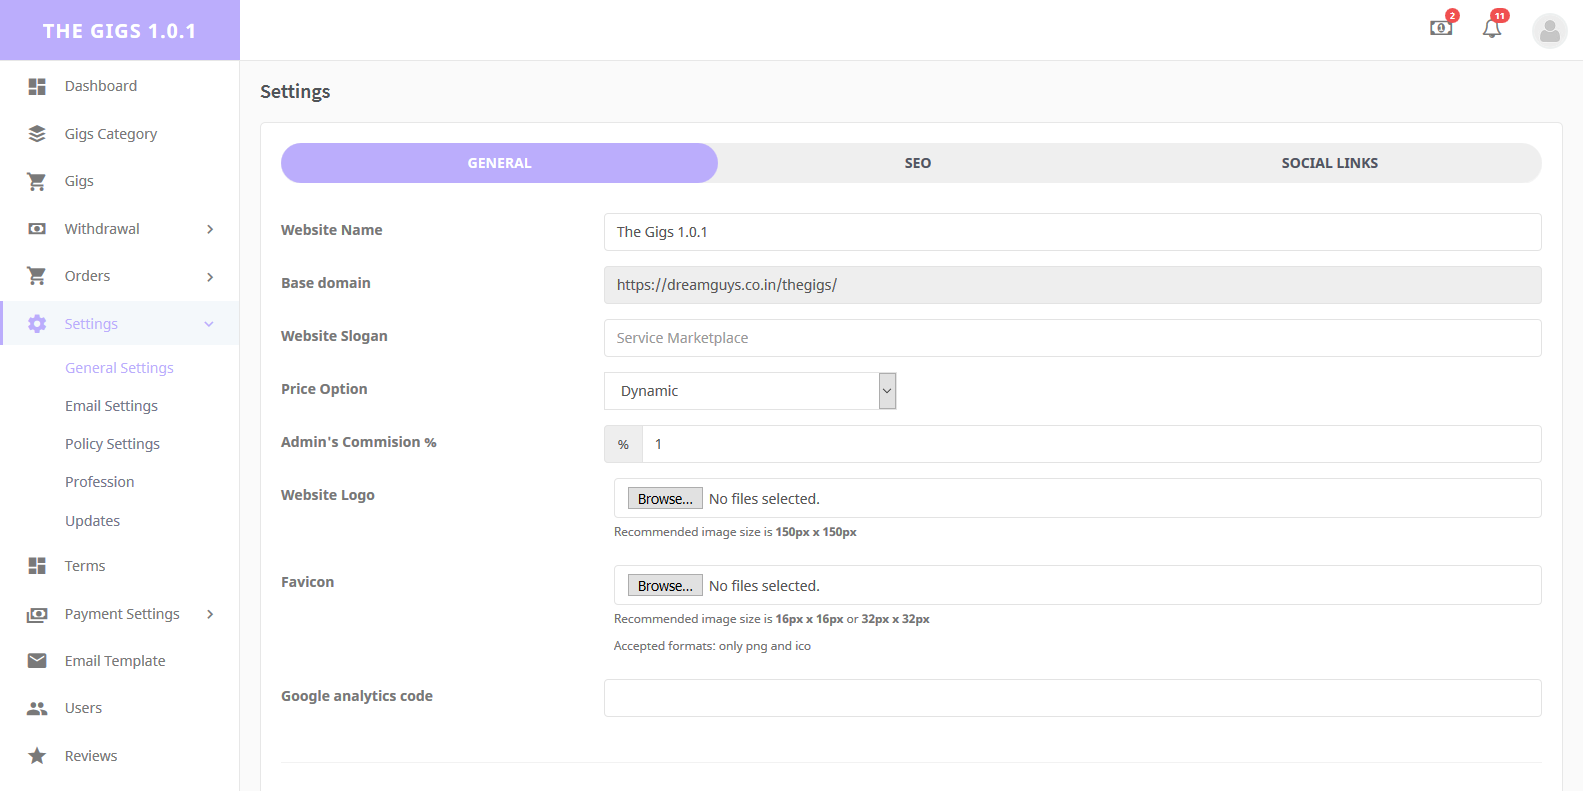 THE GIGS 1.0.1
2
11
Dashboard
Gigs Category
Gigs
Withdrawal
Orders
Settings
General Settings
Email Settings
Policy Settings
Profession
Updates
Terms
Payment Settings
Email Template
Users
Reviews
Settings
GENERAL SEO SOCIAL LINKS
Website Name The Gigs 1.0.1
Base domain https://dreamguys.co.in/thegigs/
Website Slogan Service Marketplace
Price Option Dynamic
Admin's Commision % % 1
Website Logo Browse... No files selected.
Recommended image size is 150px x 150px
Favicon Browse... No files selected.
Recommended image size is 16px x 16px or 32px x 32px
Accepted formats: only png and ico
Google analytics code